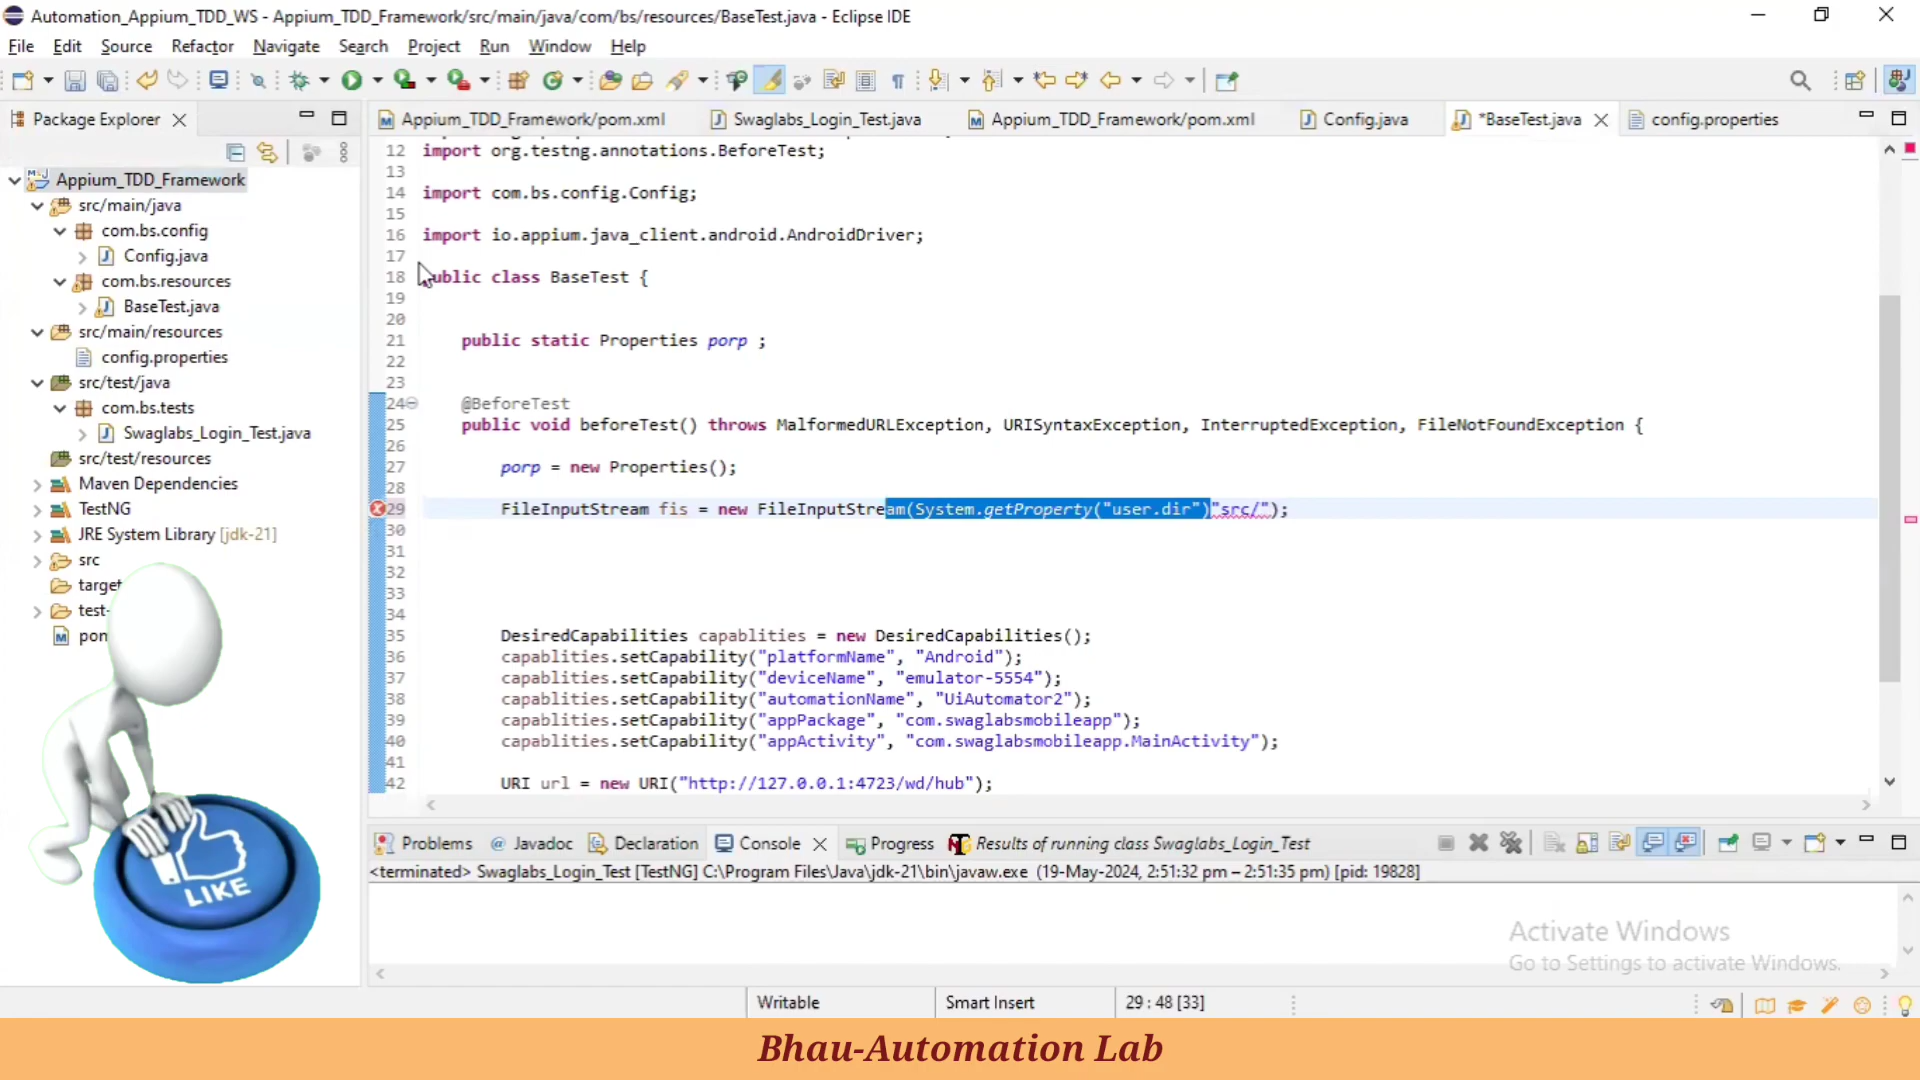 Automation_Appium_TDD_WS - Appium_TDD_Framework/src/main/java/com/bs/resources/BaseTest.java - Eclipse IDE
File Edit Source Refactor Navigate Search Project Run Window Help
Package Explorer
Appium_TDD_Framework/pom.xml Swaglabs_Login_Test.java Appium_TDD_Framework/pom.xml Config.java *BaseTest.java config.properties
Appium_TDD_Framework
src/main/java
com.bs.config
Config.java
com.bs.resources
BaseTest.java
src/main/resources
config.properties
src/test/java
com.bs.tests
Swaglabs_Login_Test.java
src/test/resources
Maven Dependencies
TestNG
JRE System Library [jdk-21]
src
target
test-
12 import org.testng.annotations.BeforeTest;
13
14 import com.bs.config.Config;
15
16 import io.appium.java_client.android.AndroidDriver;
17
18 public class BaseTest {
19
20
21 public static Properties porp ;
22
23
24 @BeforeTest
25 public void beforeTest() throws MalformedURLException, URISyntaxException, InterruptedException, FileNotFoundException {
26
27 porp = new Properties();
28
29 FileInputStream fis = new FileInputStream(System.getProperty("user.dir")"src/");
30
31
32
33
34
35 DesiredCapabilities capablities = new DesiredCapabilities();
36 capablities.setCapability("platformName", "Android");
37 capablities.setCapability("deviceName", "emulator-5554");
38 capablities.setCapability("automationName", "UiAutomator2");
39 capablities.setCapability("appPackage", "com.swaglabsmobileapp");
40 capablities.setCapability("appActivity", "com.swaglabsmobileapp.MainActivity");
41
42 URI url = new URI("http://127.0.0.1:4723/wd/hub");
Problems Javadoc Declaration Console Progress Results of running class Swaglabs_Login_Test
<terminated> Swaglabs_Login_Test [TestNG] C:\Program Files\Java\jdk-21\bin\javaw.exe (19-May-2024, 2:51:32 pm – 2:51:35 pm) [pid: 19828]
LIKE
Activate Windows
Go to Settings to activate Windows.
Writable Smart Insert 29 : 48 [33]
Bhau-Automation Lab